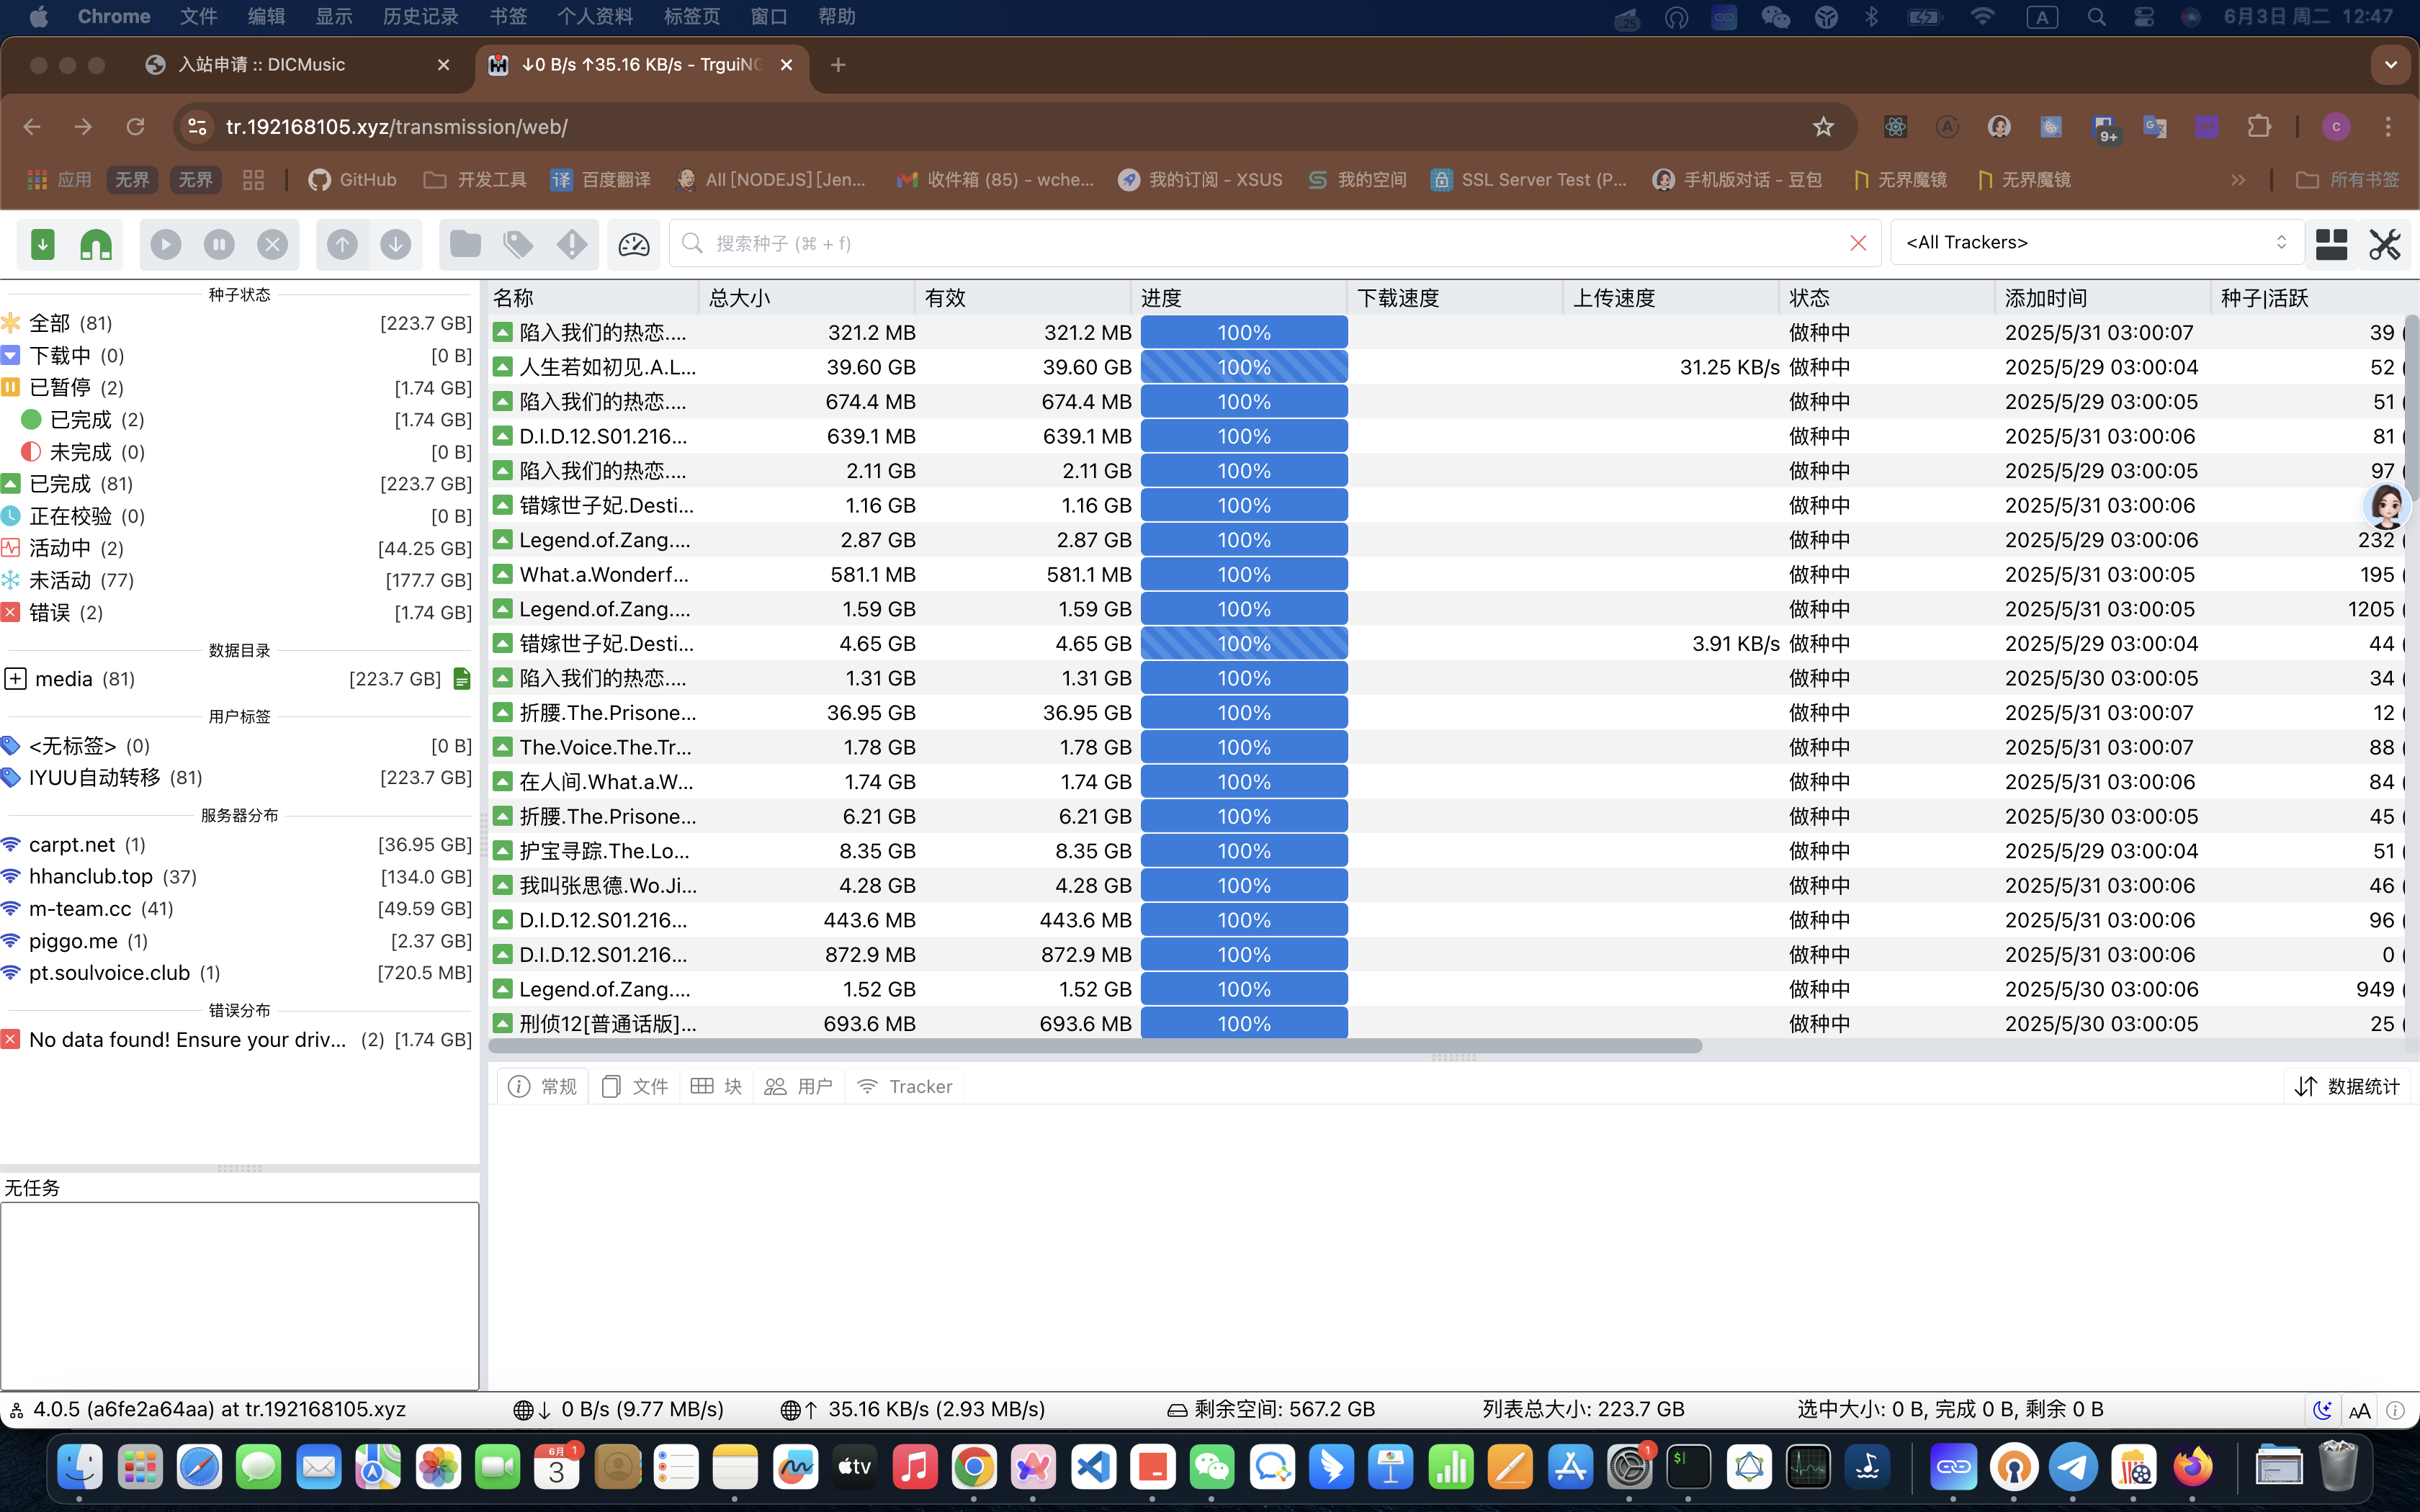 Chrome 文件 编辑 显示 历史记录 书签 个人资料 标签页 窗口 帮助 A 6月3日 周二 12:47
入站申请 :: DICMusic
↓0 B/s ↑35.16 KB/s - TrguiNG
tr.192168105.xyz/transmission/web/
9+
C
应用 无界 无界 GitHub 开发工具 译 百度翻译 All [NODEJS] [Jen... 收件箱 (85) - wche... 我的订阅 - XSUS 我的空间 SSL Server Test (P... 手机版对话 - 豆包 无界魔镜 无界魔镜 所有书签
搜索种子 (⌘ + f)
<All Trackers>
种子状态
全部 (81) [223.7 GB]
下载中 (0) [0 B]
已暂停 (2) [1.74 GB]
已完成 (2) [1.74 GB]
未完成 (0) [0 B]
已完成 (81) [223.7 GB]
正在校验 (0) [0 B]
活动中 (2) [44.25 GB]
未活动 (77) [177.7 GB]
错误 (2) [1.74 GB]
数据目录
media (81) [223.7 GB]
用户标签
<无标签> (0) [0 B]
IYUU自动转移 (81) [223.7 GB]
服务器分布
carpt.net (1) [36.95 GB]
hhanclub.top (37) [134.0 GB]
m-team.cc (41) [49.59 GB]
piggo.me (1) [2.37 GB]
pt.soulvoice.club (1) [720.5 MB]
错误分布
No data found! Ensure your driv... (2) [1.74 GB]
无任务
名称 总大小 有效 进度 下载速度 上传速度 状态 添加时间 种子|活跃
陷入我们的热恋.... 321.2 MB 321.2 MB 100% 做种中 2025/5/31 03:00:07 39 (
人生若如初见.A.L... 39.60 GB 39.60 GB 100% 31.25 KB/s 做种中 2025/5/29 03:00:04 52 (
陷入我们的热恋.... 674.4 MB 674.4 MB 100% 做种中 2025/5/29 03:00:05 51 (
D.I.D.12.S01.216... 639.1 MB 639.1 MB 100% 做种中 2025/5/31 03:00:06 81 (
陷入我们的热恋.... 2.11 GB 2.11 GB 100% 做种中 2025/5/29 03:00:05 97
错嫁世子妃.Desti... 1.16 GB 1.16 GB 100% 做种中 2025/5/31 03:00:06
Legend.of.Zang.... 2.87 GB 2.87 GB 100% 做种中 2025/5/29 03:00:06 232 (
What.a.Wonderf... 581.1 MB 581.1 MB 100% 做种中 2025/5/31 03:00:05 195 (
Legend.of.Zang.... 1.59 GB 1.59 GB 100% 做种中 2025/5/31 03:00:05 1205 (
错嫁世子妃.Desti... 4.65 GB 4.65 GB 100% 3.91 KB/s 做种中 2025/5/29 03:00:04 44 (
陷入我们的热恋.... 1.31 GB 1.31 GB 100% 做种中 2025/5/30 03:00:05 34 (
折腰.The.Prisone... 36.95 GB 36.95 GB 100% 做种中 2025/5/31 03:00:07 12 (
The.Voice.The.Tr... 1.78 GB 1.78 GB 100% 做种中 2025/5/31 03:00:07 88 (
在人间.What.a.W... 1.74 GB 1.74 GB 100% 做种中 2025/5/31 03:00:06 84 (
折腰.The.Prisone... 6.21 GB 6.21 GB 100% 做种中 2025/5/30 03:00:05 45 (
护宝寻踪.The.Lo... 8.35 GB 8.35 GB 100% 做种中 2025/5/29 03:00:04 51 (
我叫张思德.Wo.Ji... 4.28 GB 4.28 GB 100% 做种中 2025/5/31 03:00:06 46 (
D.I.D.12.S01.216... 443.6 MB 443.6 MB 100% 做种中 2025/5/31 03:00:06 96 (
D.I.D.12.S01.216... 872.9 MB 872.9 MB 100% 做种中 2025/5/31 03:00:06 0 (
Legend.of.Zang.... 1.52 GB 1.52 GB 100% 做种中 2025/5/30 03:00:06 949 (
刑侦12[普通话版]... 693.6 MB 693.6 MB 100% 做种中 2025/5/30 03:00:05 25 (
常规 文件 块 用户 Tracker 数据统计
4.0.5 (a6fe2a64aa) at tr.192168105.xyz 0 B/s (9.77 MB/s) 35.16 KB/s (2.93 MB/s) 剩余空间: 567.2 GB 列表总大小: 223.7 GB 选中大小: 0 B, 完成 0 B, 剩余 0 B AA
6月 1 3 tv 1 $